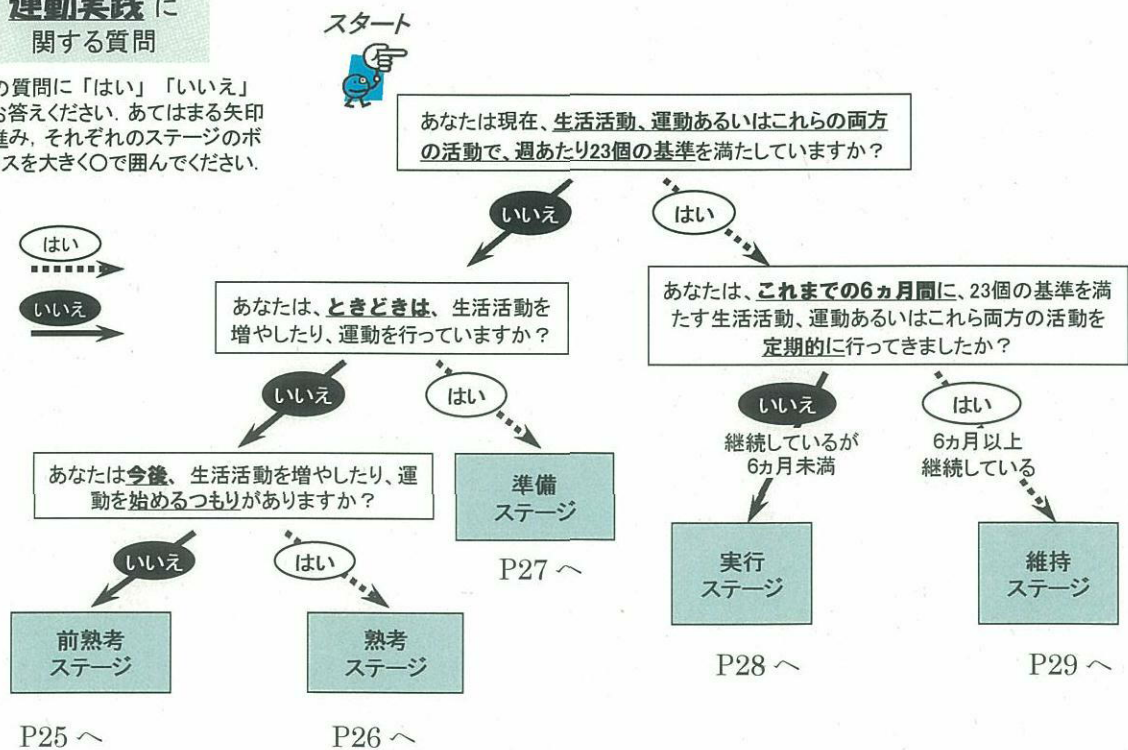 運動実践に
関する質問
の質問に「はい」「いいえ」
お答えください．あてはまる矢印
進み，それぞれのステージのボ
スを大きく○で囲んでください．
はい
いいえ
スタート
あなたは現在、生活活動、運動あるいはこれらの両方
の活動で、週あたり23個の基準を満たしていますか？
いいえ
はい
あなたは、ときどきは、生活活動を
増やしたり、運動を行っていますか？
あなたは、これまでの6ヵ月間に、23個の基準を満
たす生活活動、運動あるいはこれら両方の活動を
定期的に行ってきましたか？
いいえ
はい
いいえ
はい
継続しているが
6ヵ月未満
6ヵ月以上
継続している
あなたは今後、生活活動を増やしたり、運
動を始めるつもりがありますか？
準備
ステージ
P27へ
いいえ
はい
実行
ステージ
維持
ステージ
前熟考
ステージ
熟考
ステージ
P28へ
P29へ
P25へ
P26へ